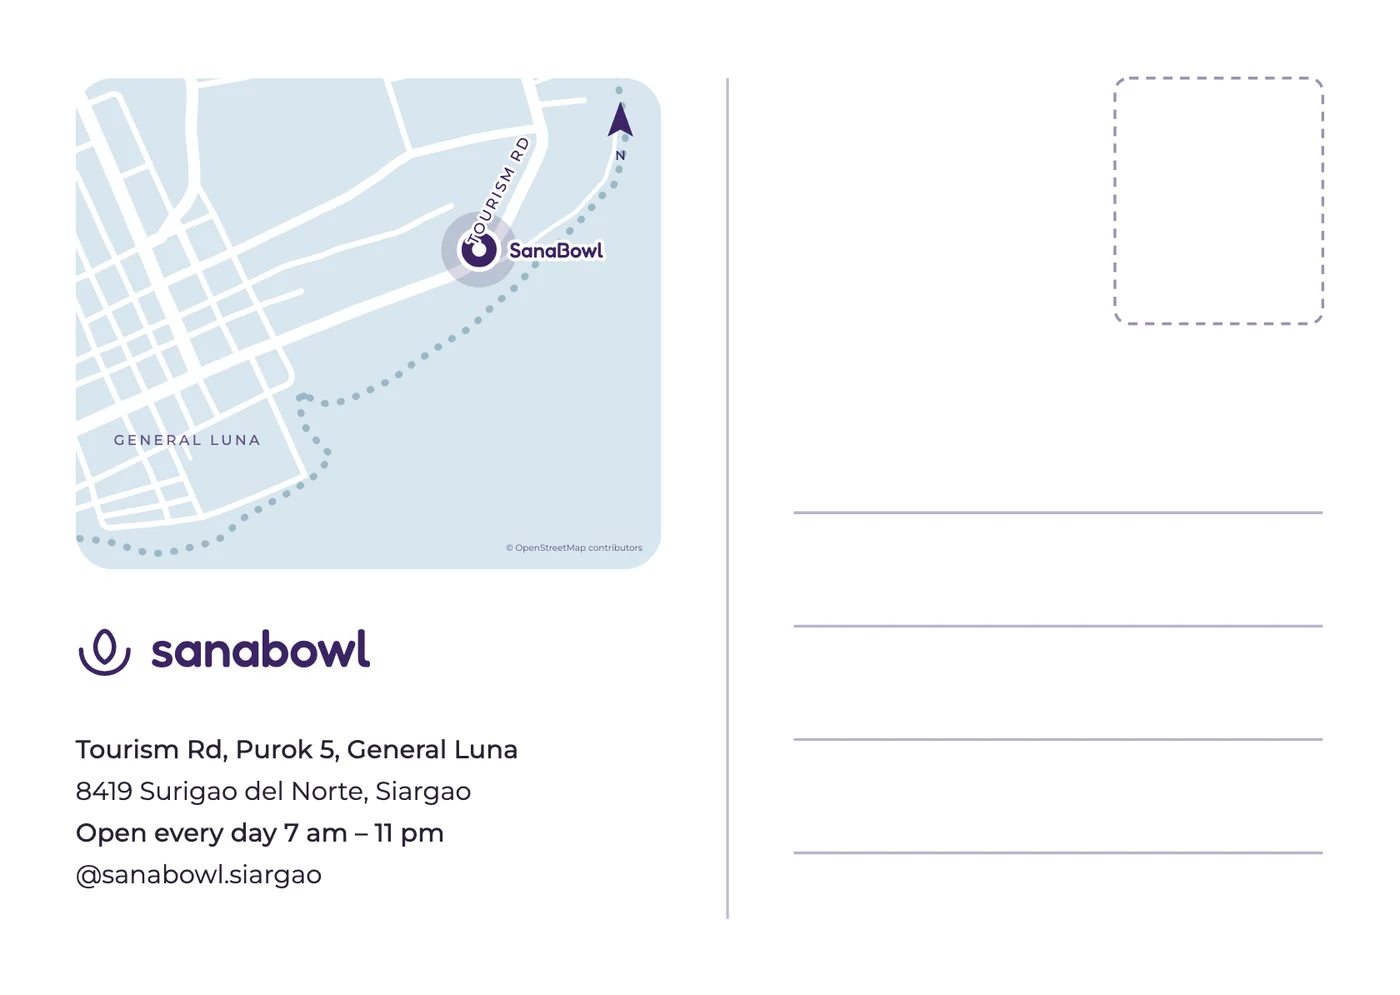 TOURISM RD
N
SanaBowl
GENERAL LUNA
© OpenStreetMap contributors
sanabowl
Tourism Rd, Purok 5, General Luna
8419 Surigao del Norte, Siargao
Open every day 7 am – 11 pm
@sanabowl.siargao